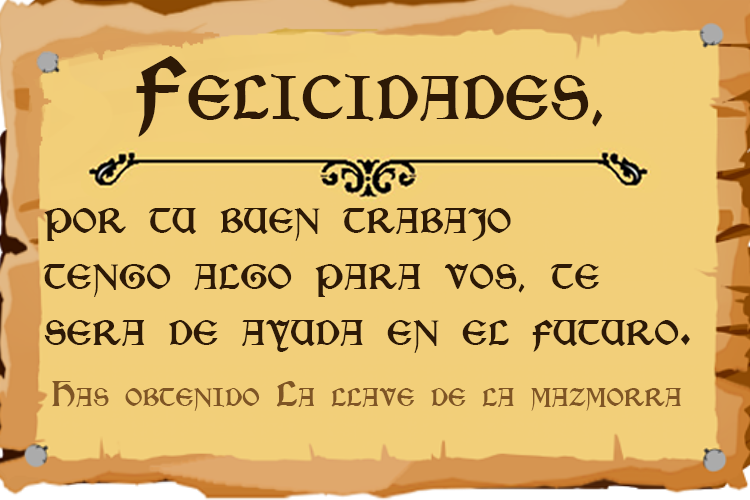 Felicidades,
por tu buen trabajo
tengo algo para vos, te
sera de ayuda en el futuro.
Has obtenido La llave de la mazmorra